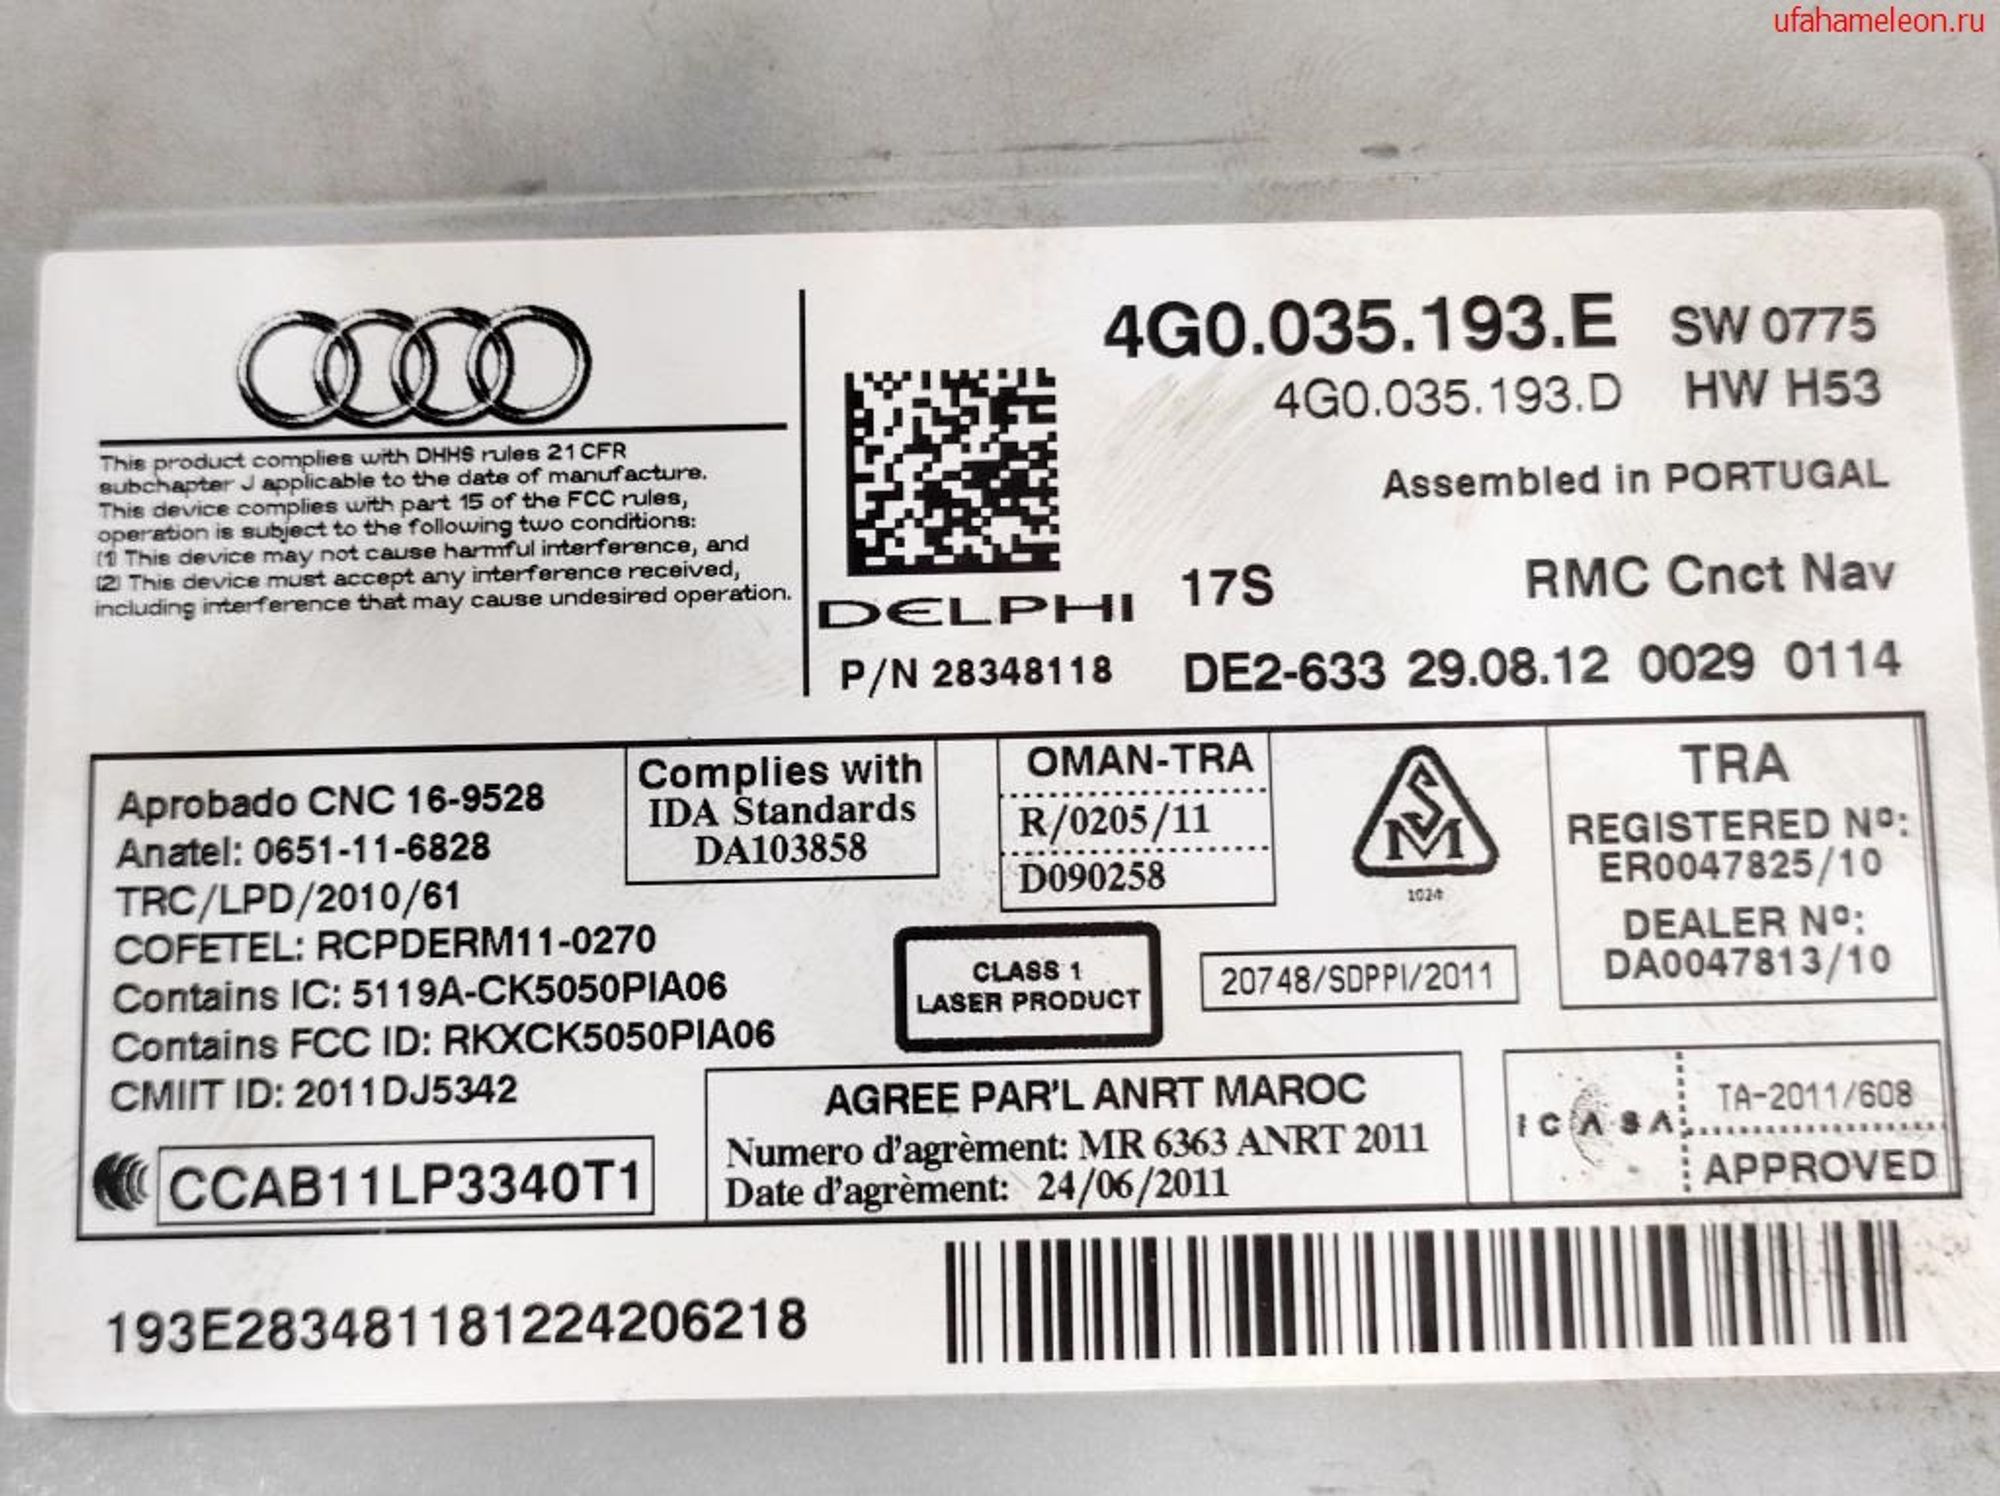 ufahameleon.ru
This product complies with DHHS rules 21 CFR
subchapter J applicable to the date of manufacture.
This device complies with part 15 of the FCC rules,
operation is subject to the following two conditions:
(1) This device may not cause harmful interference, and
(2) This device must accept any interference received,
including interference that may cause undesired operation.
4G0.035.193.E SW 0775
4G0.035.193.D HW H53
Assembled in PORTUGAL
DELPHI 17S RMC Cnct Nav
P/N 28348118 DE2-633 29.08.12 0029 0114
Aprobado CNC 16-9528
Anatel: 0651-11-6828
TRC/LPD/2010/61
COFETEL: RCPDERM11-0270
Contains IC: 5119A-CK5050PIA06
Contains FCC ID: RKXCK5050PIA06
CMIIT ID: 2011DJ5342
CCAB11LP3340T1
Complies with
IDA Standards
DA103858
OMAN-TRA
R/0205/11
D090258
SM
TRA
REGISTERED Nº:
ER0047825/10
DEALER Nº:
DA0047813/10
CLASS 1
LASER PRODUCT
20748/SDPPI/2011
AGREE PAR'L ANRT MAROC
Numero d'agrèment: MR 6363 ANRT 2011
Date d'agrèment: 24/06/2011
ICASA
TA-2011/608
APPROVED
193E283481181224206218